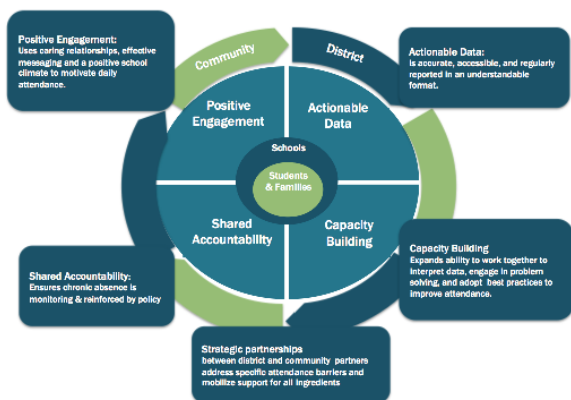 Positive Engagement:
Uses caring relationships, effective
messaging and a positive school
climate to motivate daily
attendance.
Community
District
Actionable Data:
is accurate, accessible, and regularly
reported in an understandable
format.
Positive
Engagement
Actionable
Data
Schools
Students
& Families
Shared
Accountability
Capacity
Building
Shared Accountability:
Ensures chronic absence is
monitoring & reinforced by policy
Capacity Building
Expands ability to work together to
interpret data, engage in problem
solving, and adopt best practices to
improve attendance.
Strategic partnerships
between district and community partners
address specific attendance barriers and
mobilize support for all ingredients